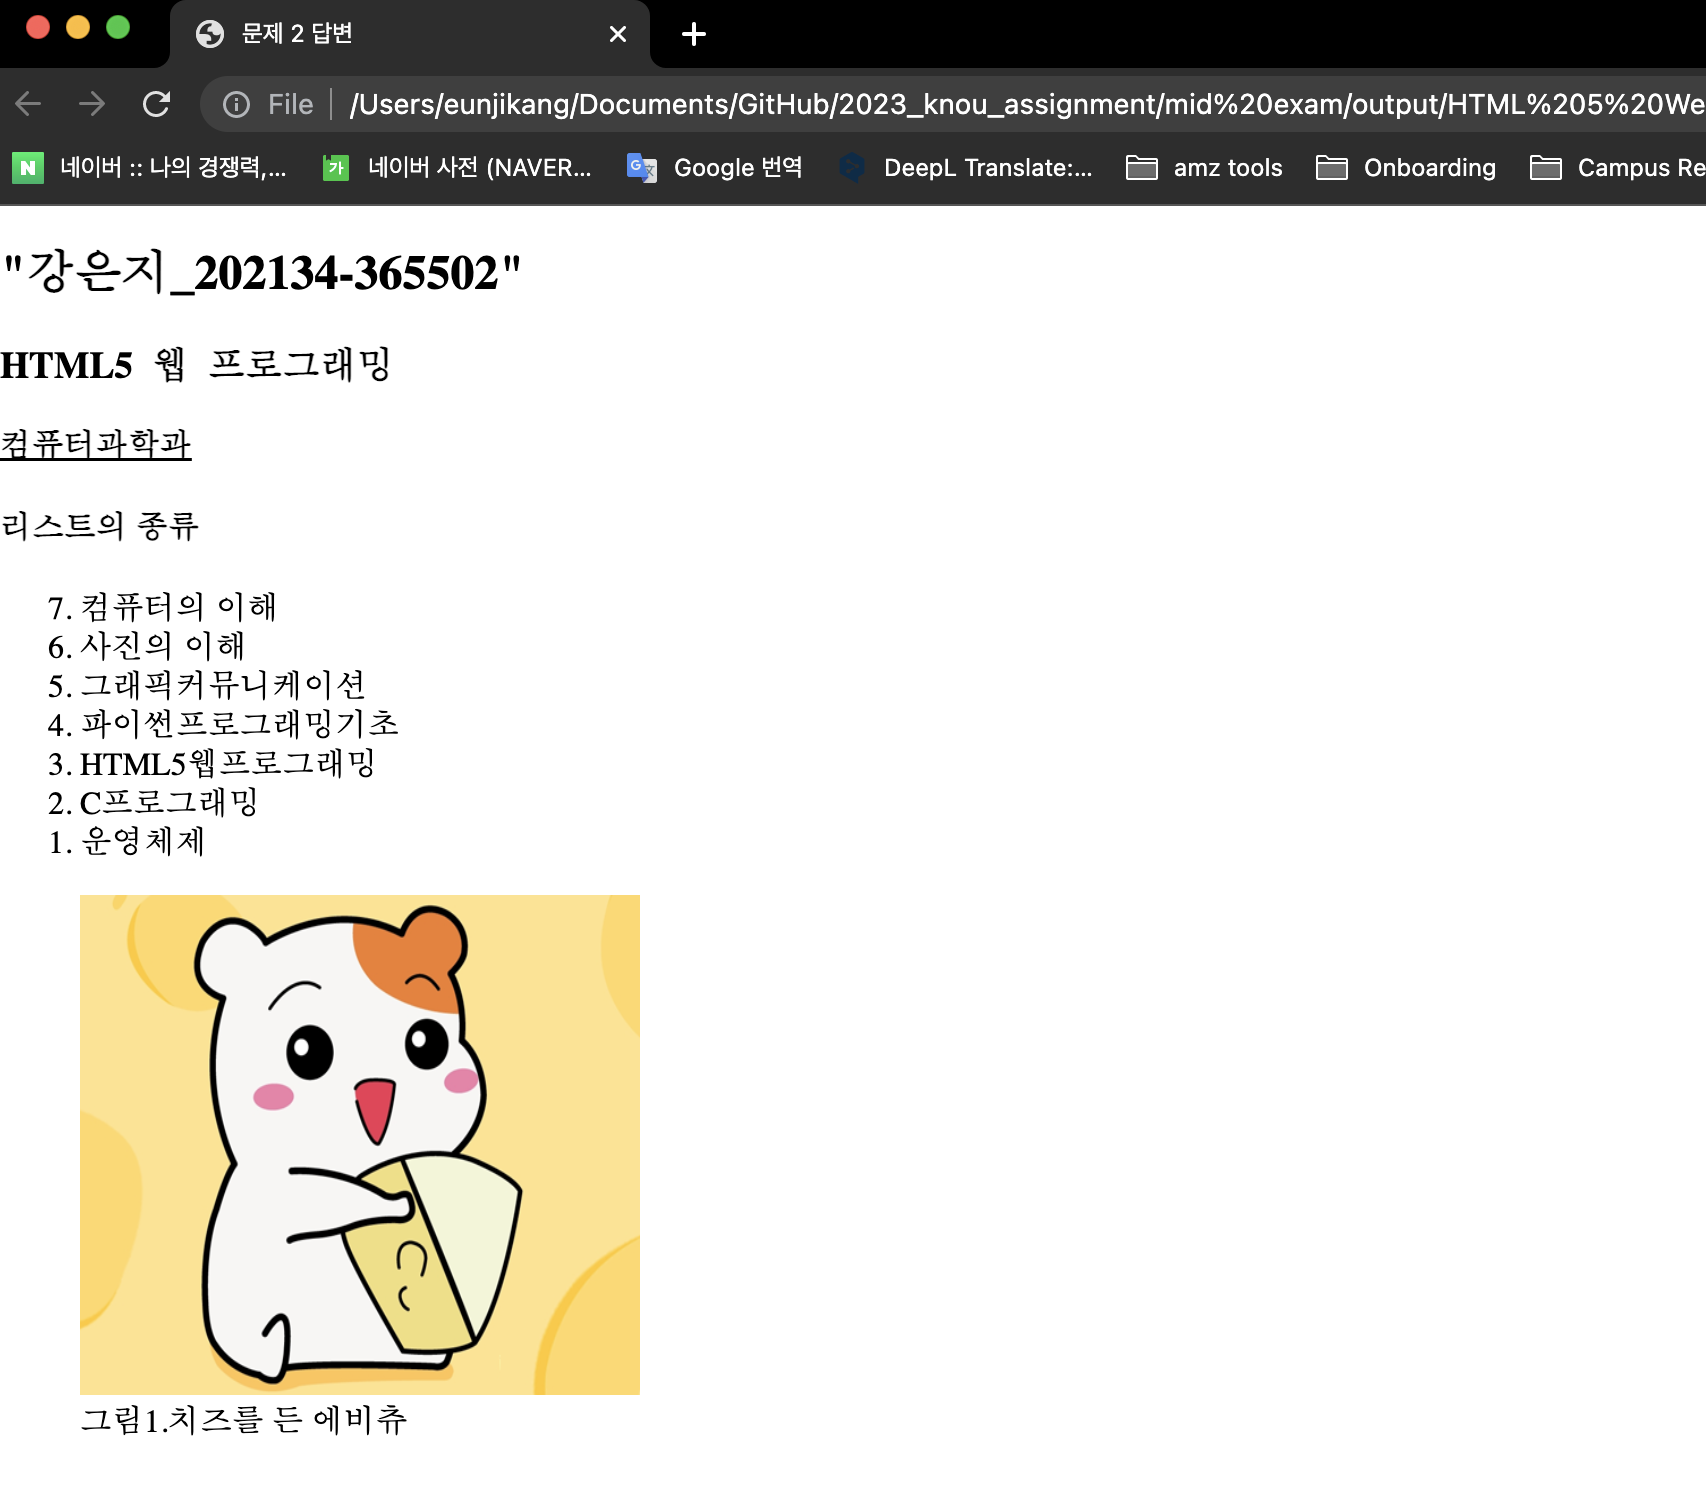 문제 2 답변
File
/Users/eunjikang/Documents/GitHub/2023_knou_assignment/mid%20exam/output/HTML%205%20We
N 네이버 :: 나의 경쟁력,... 가 네이버 사전 (NAVER... Google 번역 DeepL Translate:... amz tools Onboarding Campus Re
"강은지_202134-365502"
HTML5 웹 프로그래밍
컴퓨터과학과
리스트의 종류
7. 컴퓨터의 이해
6. 사진의 이해
5. 그래픽커뮤니케이션
4. 파이썬프로그래밍기초
3. HTML5웹프로그래밍
2. C프로그래밍
1. 운영체제
그림1.치즈를 든 에비츄